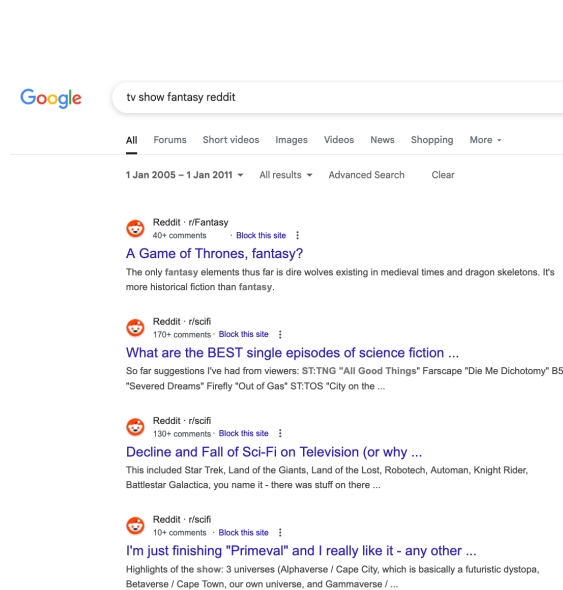 Google
tv show fantasy reddit
All Forums Short videos Images Videos News Shopping More
1 Jan 2005 – 1 Jan 2011 All results Advanced Search Clear
Reddit · r/Fantasy
40+ comments · Block this site
A Game of Thrones, fantasy?
The only fantasy elements thus far is dire wolves existing in medieval times and dragon skeletons. It's
more historical fiction than fantasy.
Reddit · r/scifi
170+ comments · Block this site
What are the BEST single episodes of science fiction ...
So far suggestions I've had from viewers: ST:TNG "All Good Things" Farscape "Die Me Dichotomy" B5
"Severed Dreams" Firefly "Out of Gas" ST:TOS "City on the ...
Reddit · r/scifi
130+ comments · Block this site
Decline and Fall of Sci-Fi on Television (or why ...
This included Star Trek, Land of the Giants, Land of the Lost, Robotech, Automan, Knight Rider,
Battlestar Galactica, you name it - there was stuff on there ...
Reddit · r/scifi
10+ comments · Block this site
I'm just finishing "Primeval" and I really like it - any other ...
Highlights of the show: 3 universes (Alphaverse / Cape City, which is basically a futuristic dystopa,
Betaverse / Cape Town, our own universe, and Gammaverse / ...